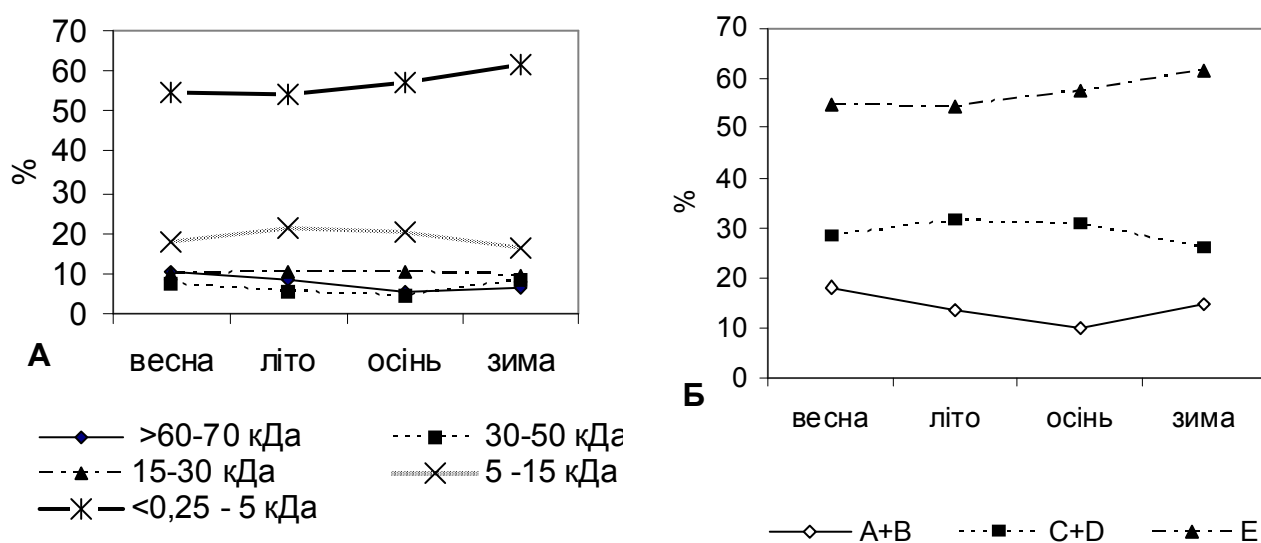 70
60
50
40
30
20
10
0
%
А
весна літо осінь зима
>60-70 кДа 30-50 кДа
15-30 кДа 5 -15 кДа
<0,25 - 5 кДа
70
60
50
40
30
20
10
0
%
Б
весна літо осінь зима
A+B C+D E